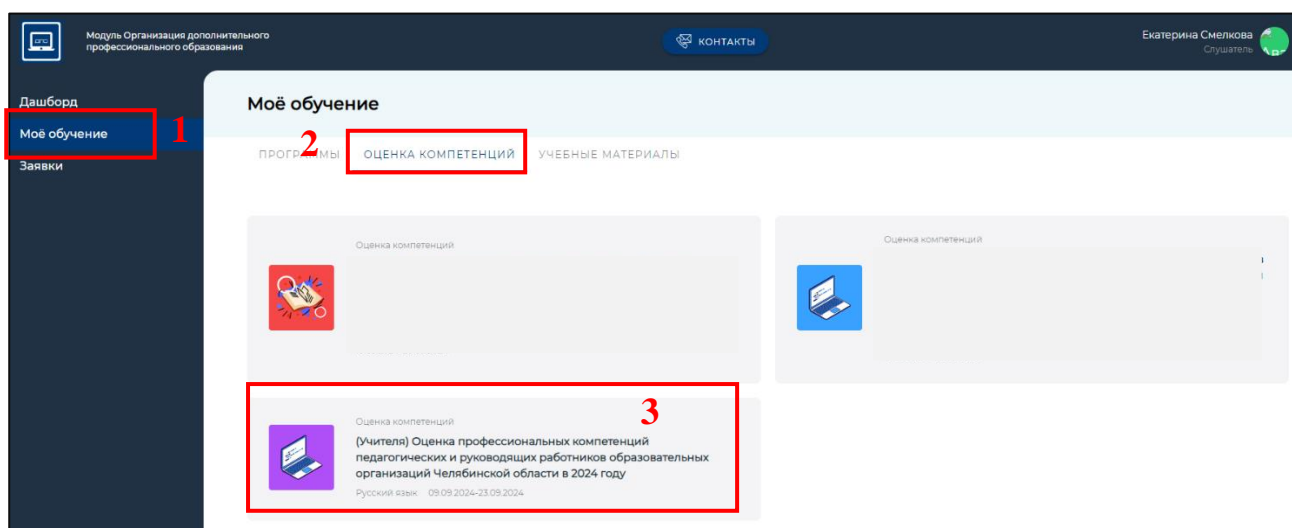 Модуль Организация дополнительного
профессионального образования
КОНТАКТЫ
Екатерина Смелкова
Слушатель
Дашборд
Моё обучение
1
Заявки
Моё обучение
2
ПРОГРАММЫ ОЦЕНКА КОМПЕТЕНЦИЙ УЧЕБНЫЕ МАТЕРИАЛЫ
Оценка компетенций
Оценка компетенций
3
Оценка компетенций
(Учителя) Оценка профессиональных компетенций
педагогических и руководящих работников образовательных
организаций Челябинской области в 2024 году
Русский язык 09.09.2024-23.09.2024